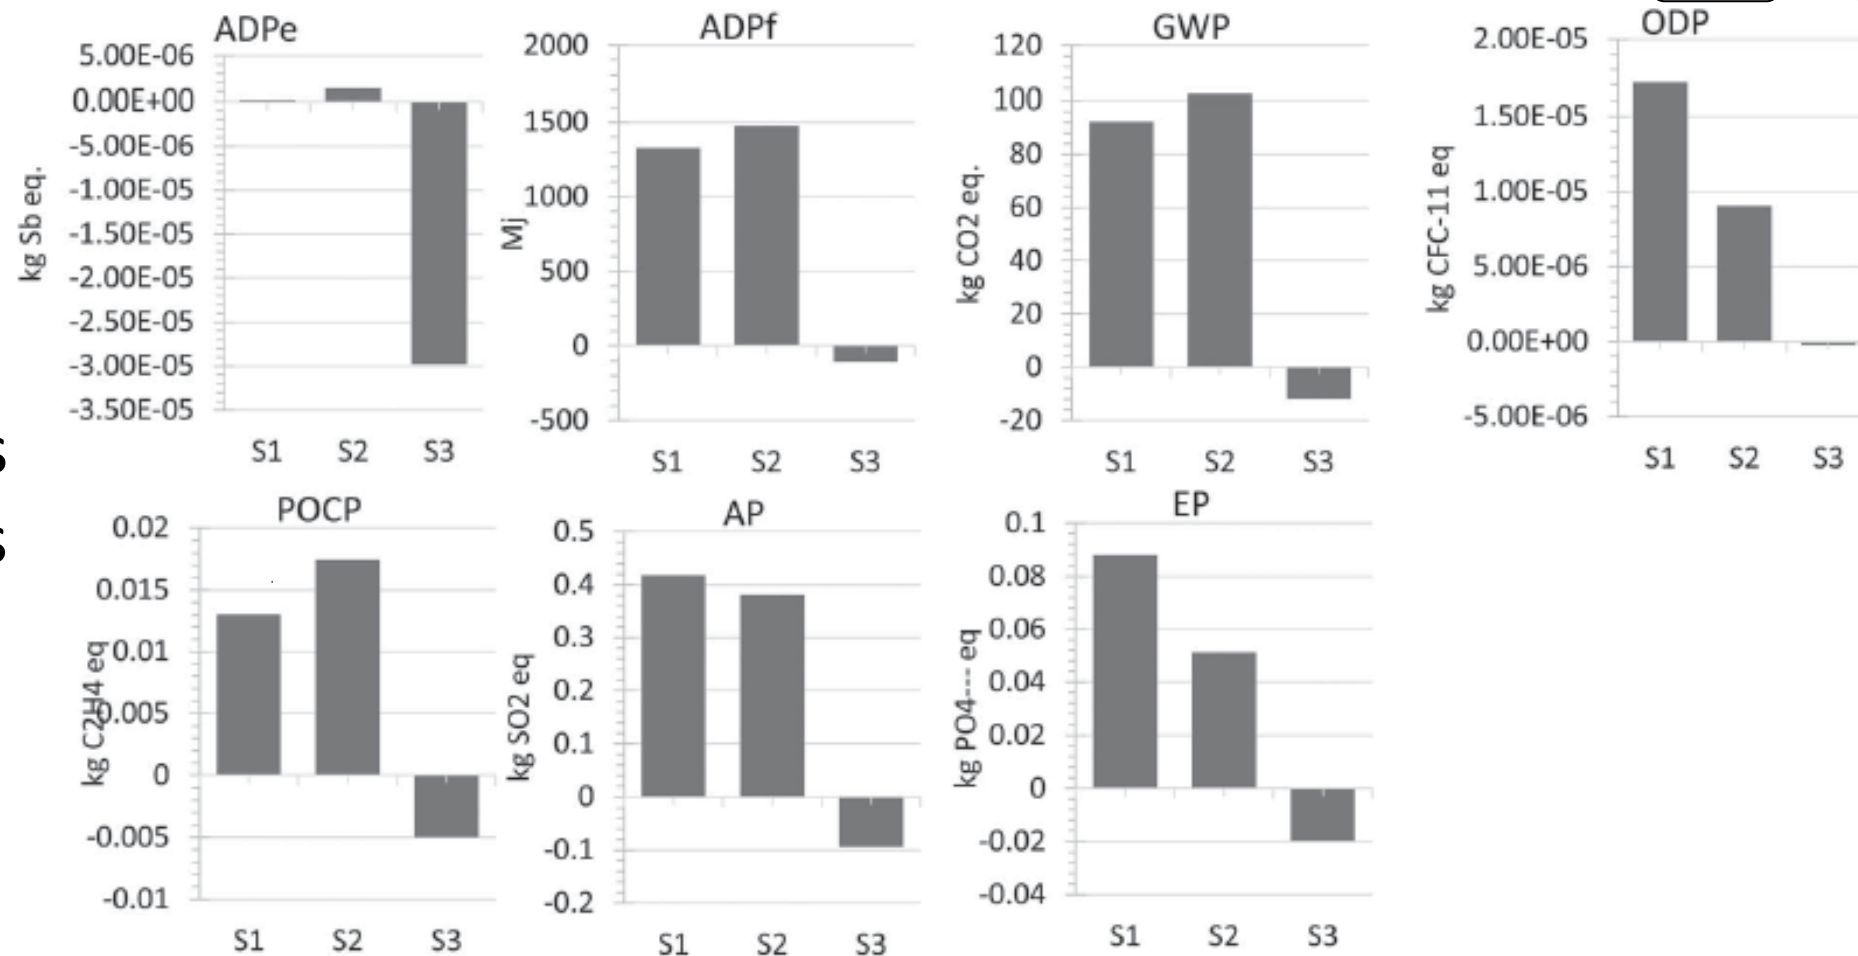 ADPe
kg Sb eq.
5.00E-06
0.00E+00
-5.00E-06
-1.00E-05
-1.50E-05
-2.00E-05
-2.50E-05
-3.00E-05
-3.50E-05
S1 S2 S3
ADPf
Mj
2000
1500
1000
500
0
-500
S1 S2 S3
GWP
kg CO2 eq.
120
100
80
60
40
20
0
-20
S1 S2 S3
ODP
kg CFC-11 eq
2.00E-05
1.50E-05
1.00E-05
5.00E-06
0.00E+00
-5.00E-06
S1 S2 S3
s
s
POCP
kg C2H4 eq
0.02
0.015
0.01
0.005
0
-0.005
-0.01
S1 S2 S3
AP
kg SO2 eq
0.5
0.4
0.3
0.2
0.1
0
-0.1
-0.2
S1 S2 S3
EP
kg PO4--- eq
0.1
0.08
0.06
0.04
0.02
0
-0.02
-0.04
S1 S2 S3